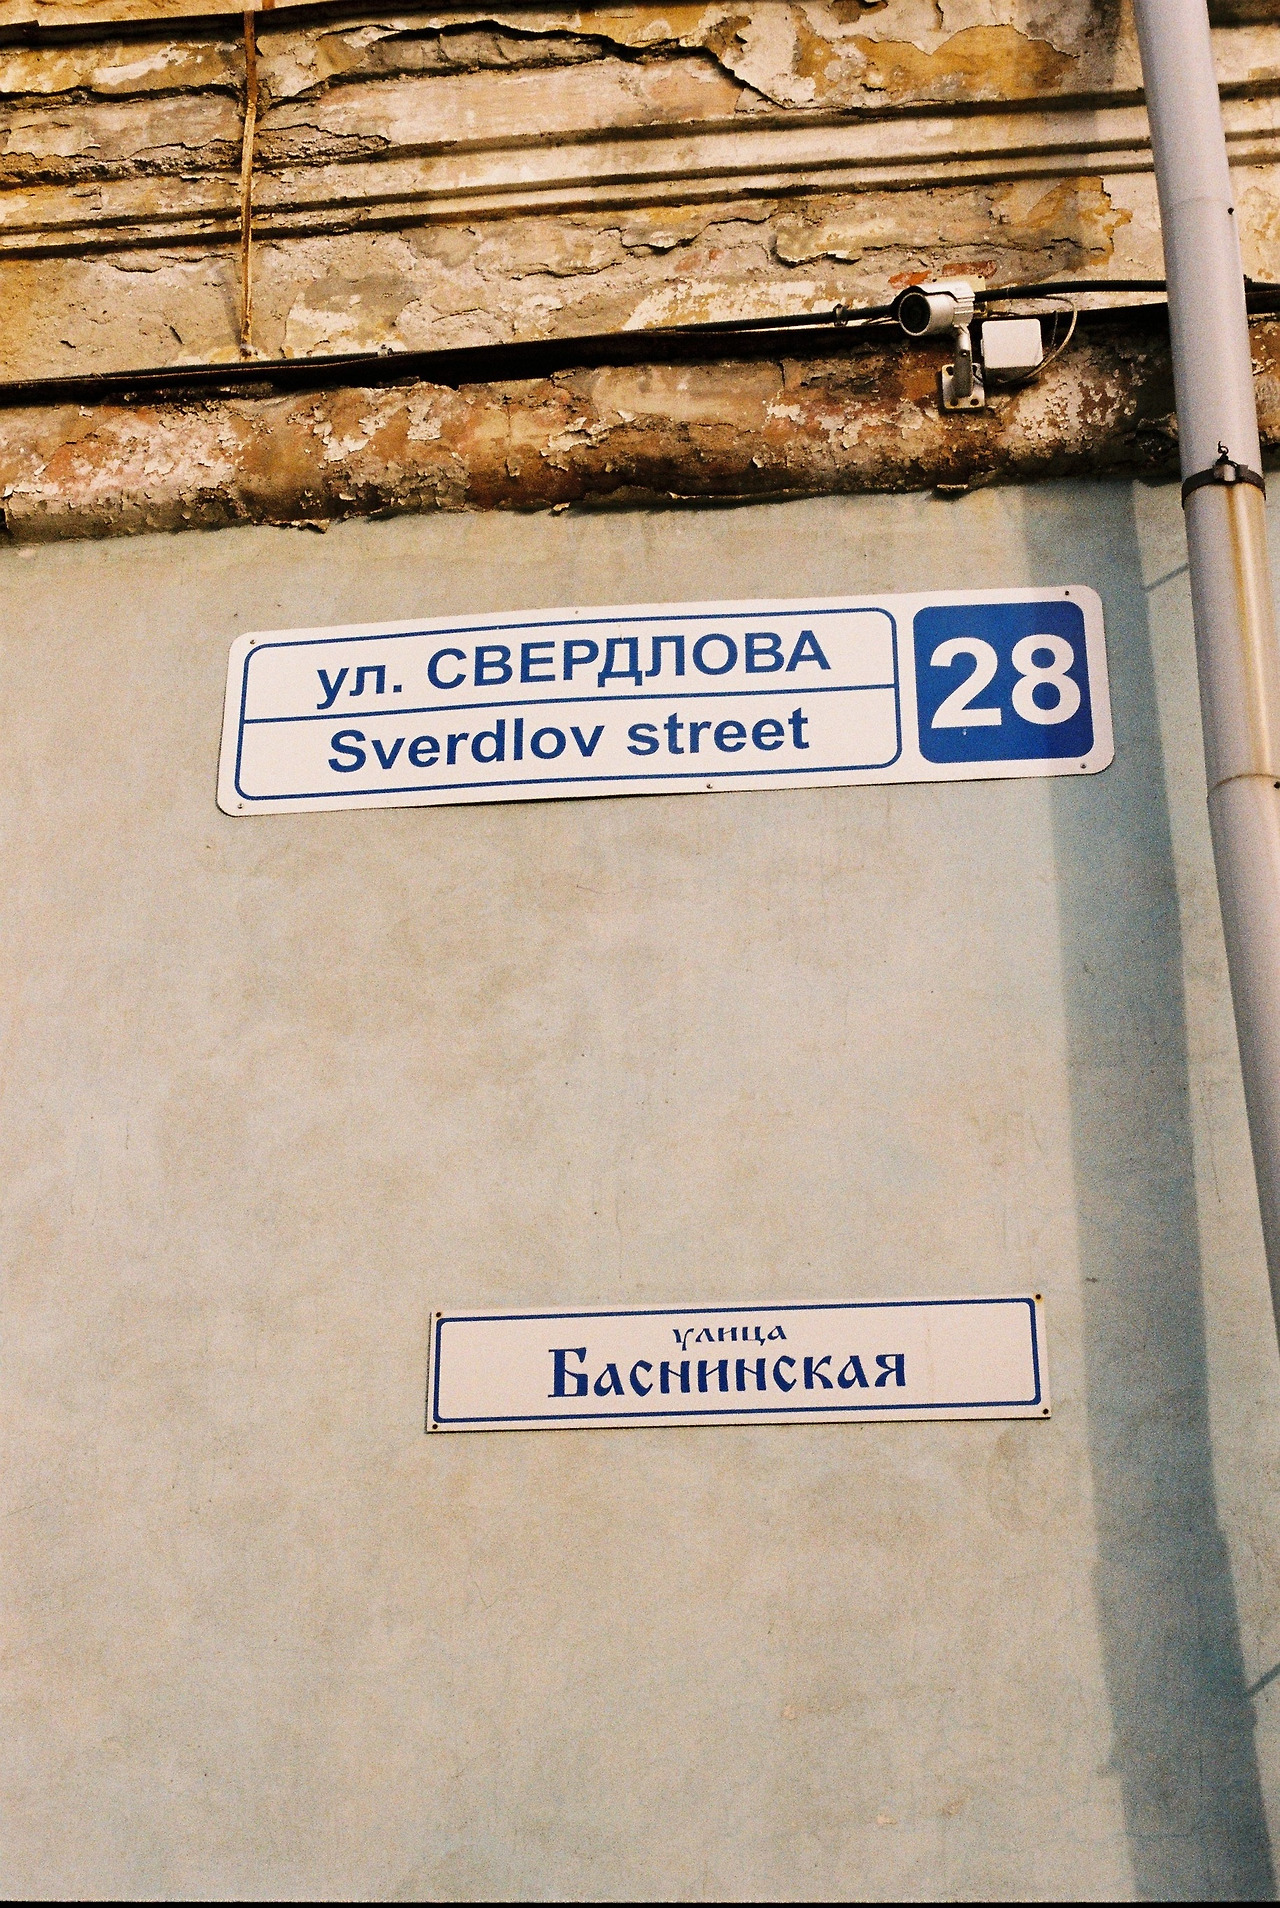 ул. СВЕРДЛОВА
Sverdlov street
28
улица
Баснинская